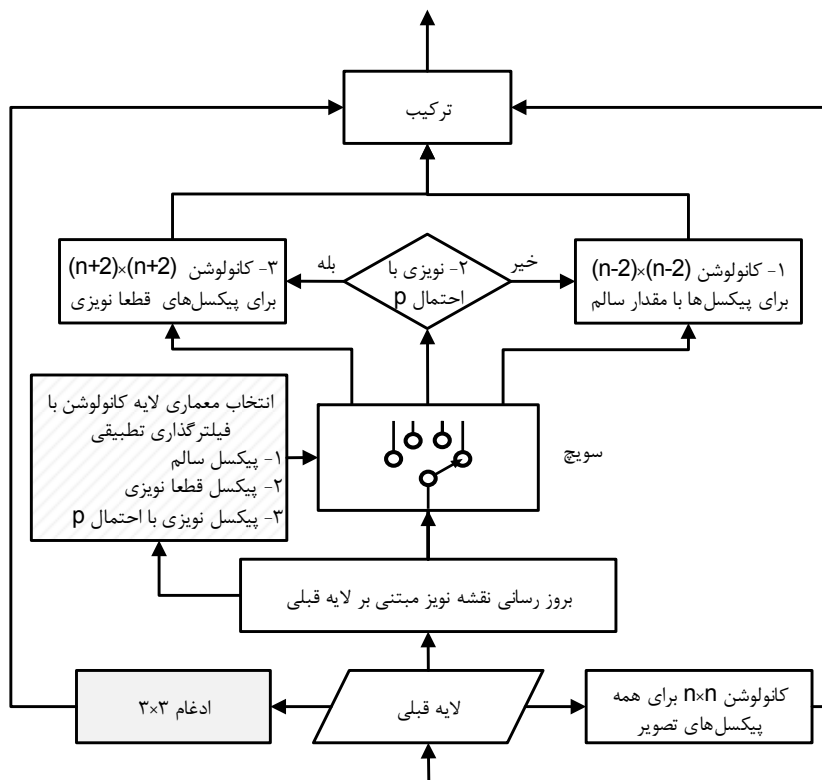 ترکیب
۳- کانولوشن (n+2)×(n+2)
برای پیکسل‌های قطعا نویزی
بله
۲- نویزی با
احتمال p
خیر
۱- کانولوشن (n-2)×(n-2)
برای پیکسل‌ها با مقدار سالم
انتخاب معماری لایه کانولوشن با
فیلترگذاری تطبیقی
۱- پیکسل سالم
۲- پیکسل قطعا نویزی
۳- پیکسل نویزی با احتمال p
سویچ
بروز رسانی نقشه نویز مبتنی بر لایه قبلی
ادغام ۳×۳
لایه قبلی
کانولوشن n×n برای همه
پیکسل‌های تصویر